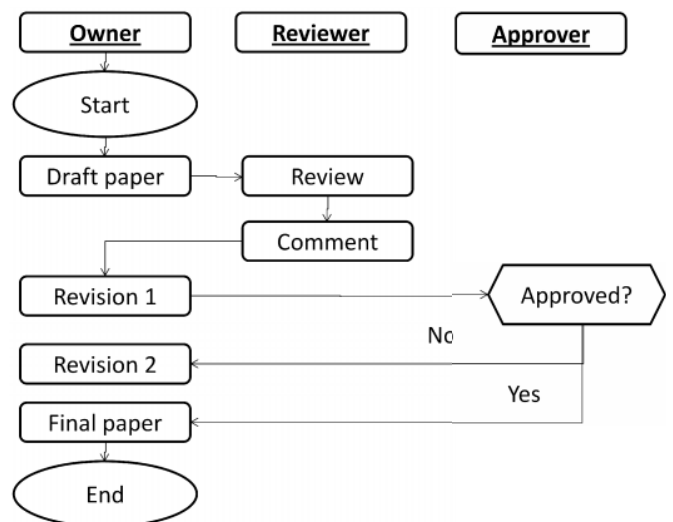 Owner
Reviewer
Approver
Start
Draft paper
Review
Comment
Revision 1
Approved?
No
Revision 2
Yes
Final paper
End